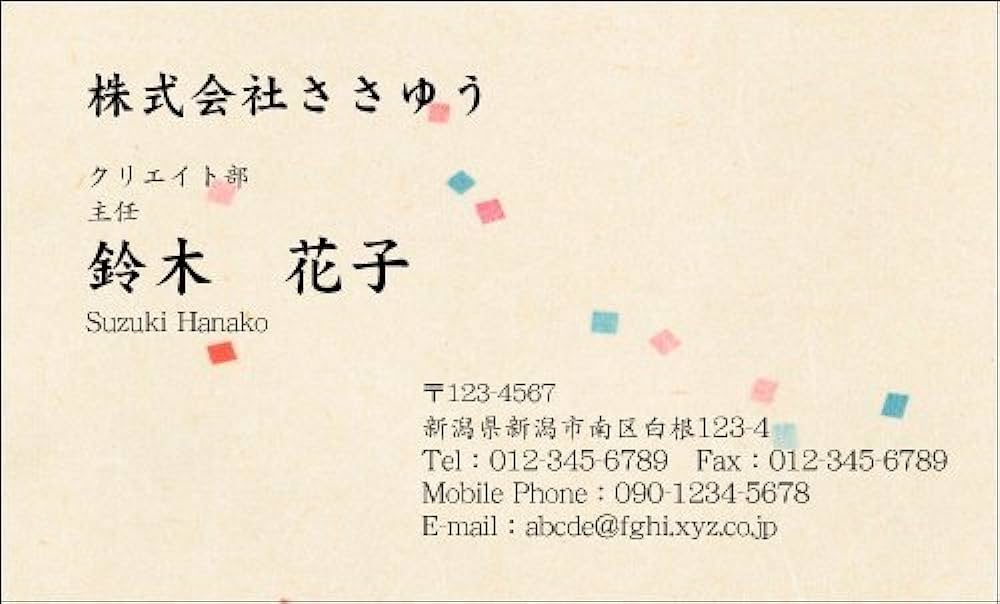 株式会社ささゆう
クリエイト部
主任
鈴木　花子
Suzuki Hanako
〒123-4567
新潟県新潟市南区白根123-4
Tel：012-345-6789　Fax：012-345-6789
Mobile Phone：090-1234-5678
E-mail：abcde@fghi.xyz.co.jp